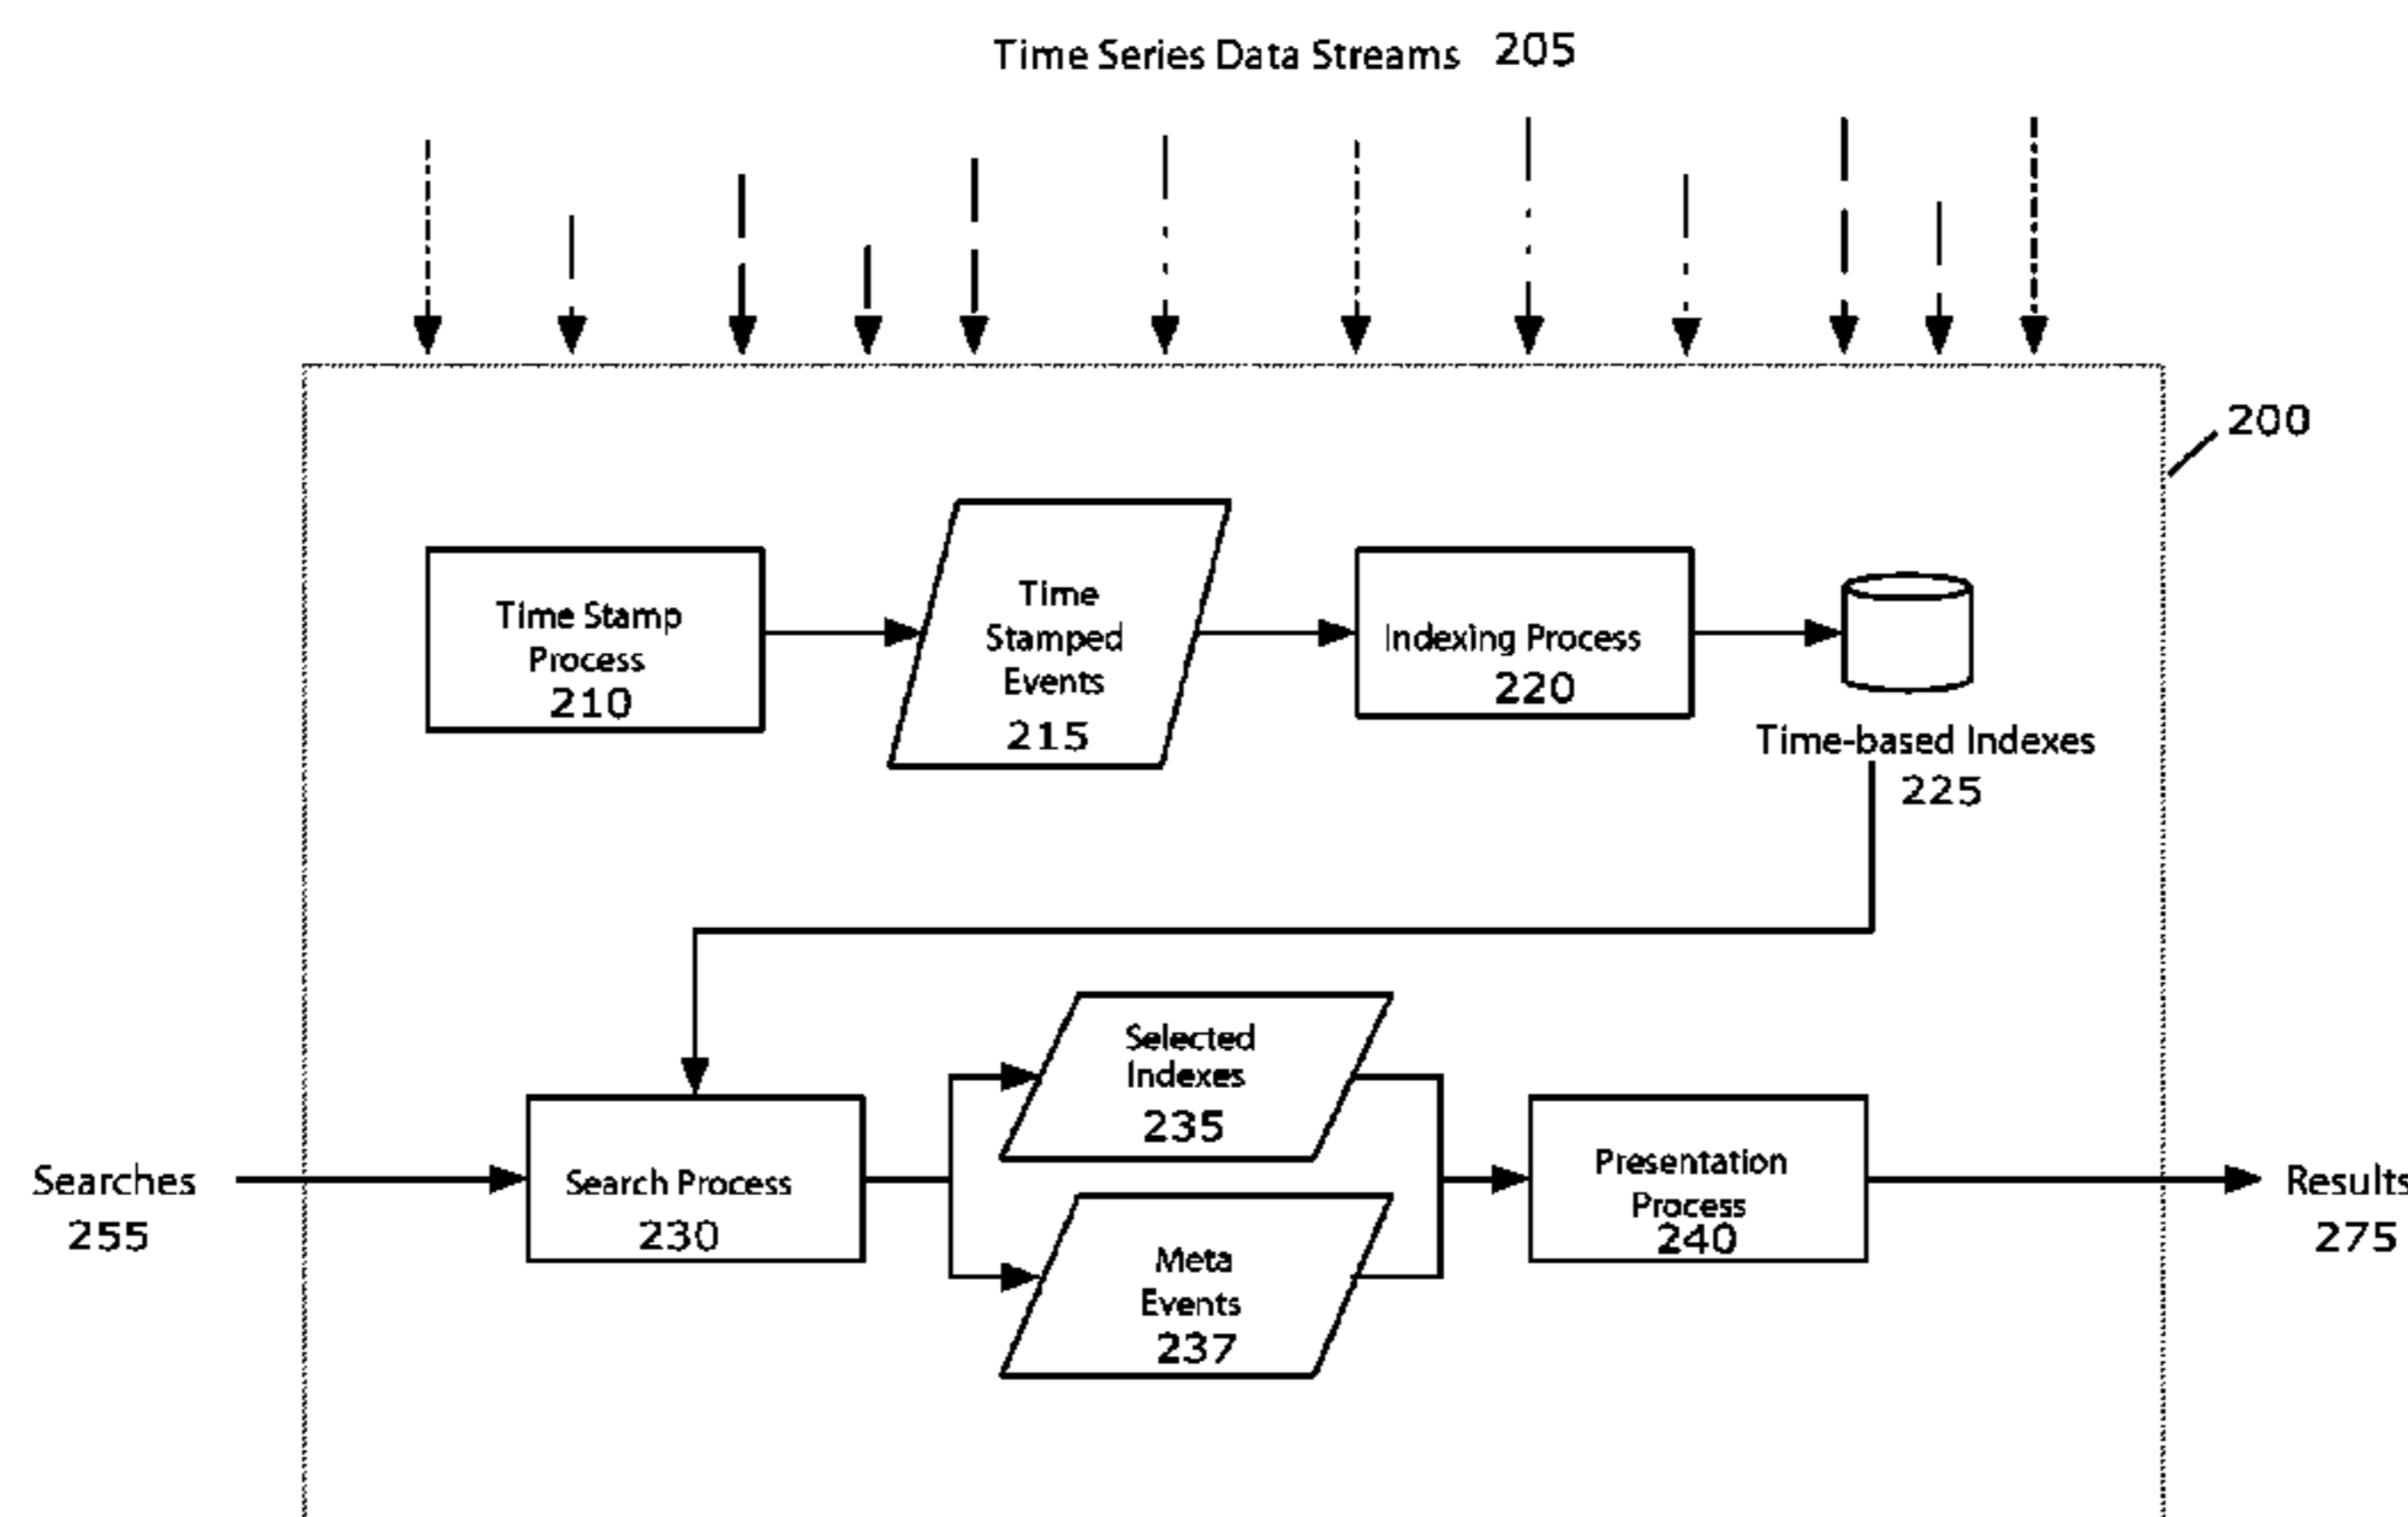 Time Series Data Streams 205
200
Time Stamp
Process
210
Time
Stamped
Events
215
Indexing Process
220
Time-based Indexes
225
Searches
255
Search Process
230
Selected
Indexes
235
Meta
Events
237
Presentation
Process
240
Results
275